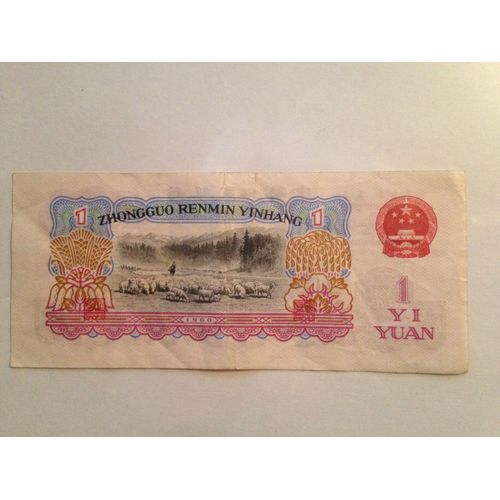 1 ZHONGGUO RENMIN YINHANG 1
1960
1
YI
YUAN